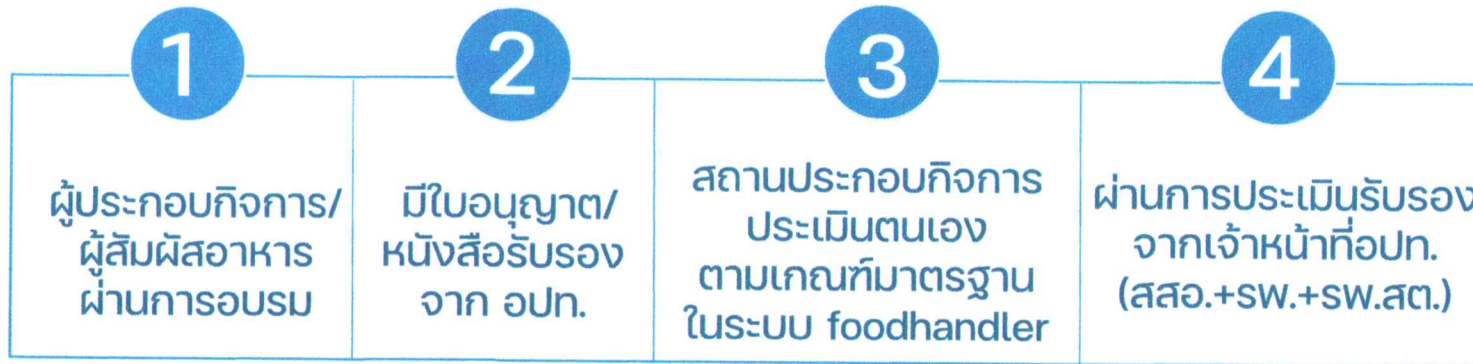 1
ผู้ประกอบกิจการ/
ผู้สัมผัสอาหาร
ผ่านการอบรม
2
มีใบอนุญาต/
หนังสือรับรอง
จาก อปท.
3
สถานประกอบกิจการ
ประเมินตนเอง
ตามเกณฑ์มาตรฐาน
ในระบบ foodhandler
4
ผ่านการประเมินรับรอง
จากเจ้าหน้าที่อปท.
(สสอ.+รพ.+รพ.สต.)